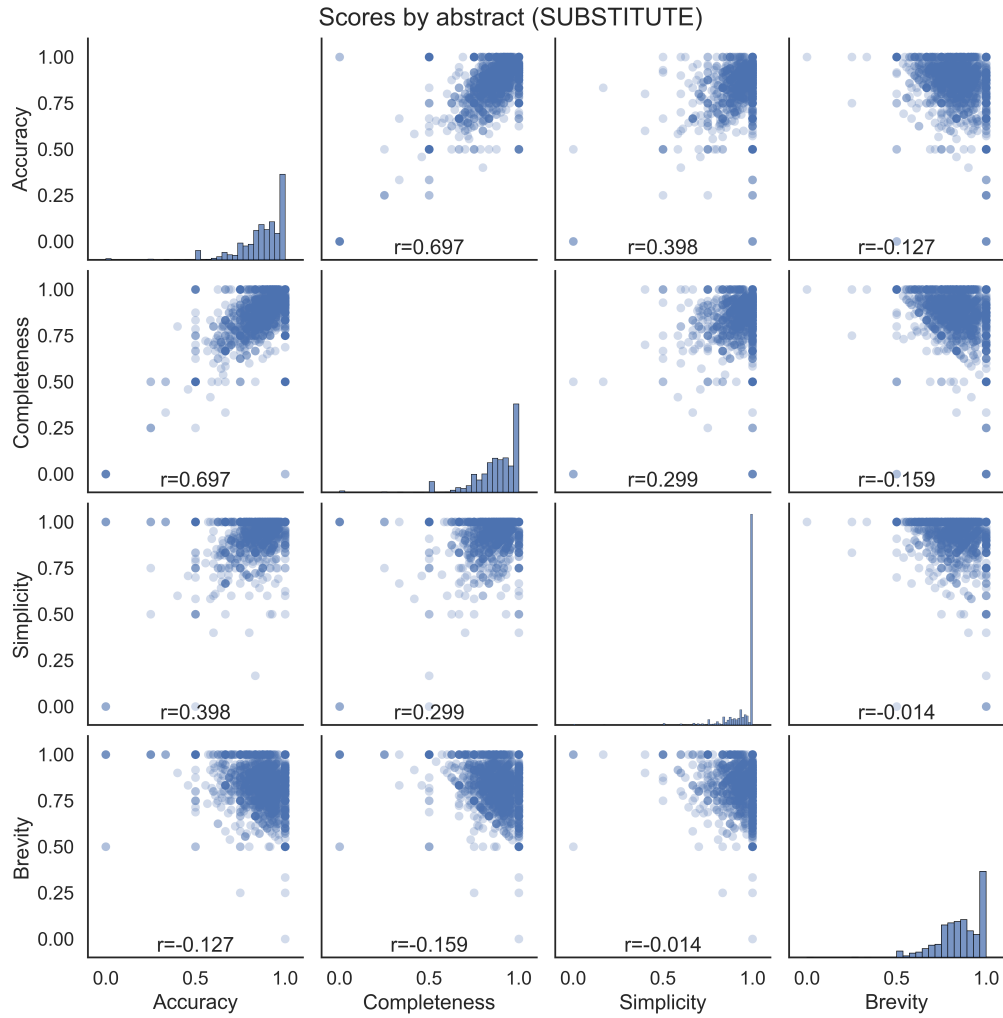 Scores by abstract (SUBSTITUTE)
1.00
0.75
0.50
0.25
0.00
Accuracy
r=0.697
r=0.398
r=-0.127
1.00
0.75
0.50
0.25
0.00
Completeness
r=0.697
r=0.299
r=-0.159
1.00
0.75
0.50
0.25
0.00
Simplicity
r=0.398
r=0.299
r=-0.014
1.00
0.75
0.50
0.25
0.00
Brevity
r=-0.127
r=-0.159
r=-0.014
0.0 0.5 1.0 0.0 0.5 1.0 0.0 0.5 1.0 0.0 0.5 1.0
Accuracy Completeness Simplicity Brevity